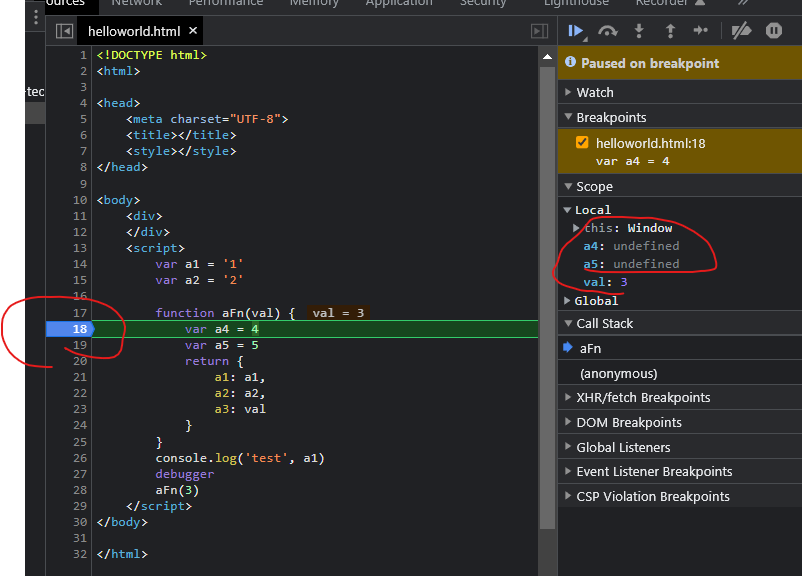 ources Network Performance Memory Application Security Lighthouse Recorder
helloworld.html ×
-tec
1 <!DOCTYPE html>
2 <html>
3
4 <head>
5 <meta charset="UTF-8">
6 <title></title>
7 <style></style>
8 </head>
9
10 <body>
11 <div>
12 </div>
13 <script>
14 var a1 = '1'
15 var a2 = '2'
16
17 function aFn(val) { val = 3
18 var a4 = 4
19 var a5 = 5
20 return {
21 a1: a1,
22 a2: a2,
23 a3: val
24 }
25 }
26 console.log('test', a1)
27 debugger
28 aFn(3)
29 </script>
30 </body>
31
32 </html>
Paused on breakpoint
Watch
Breakpoints
helloworld.html:18
var a4 = 4
Scope
Local
this: Window
a4: undefined
a5: undefined
val: 3
Global
Call Stack
aFn
(anonymous)
XHR/fetch Breakpoints
DOM Breakpoints
Global Listeners
Event Listener Breakpoints
CSP Violation Breakpoints